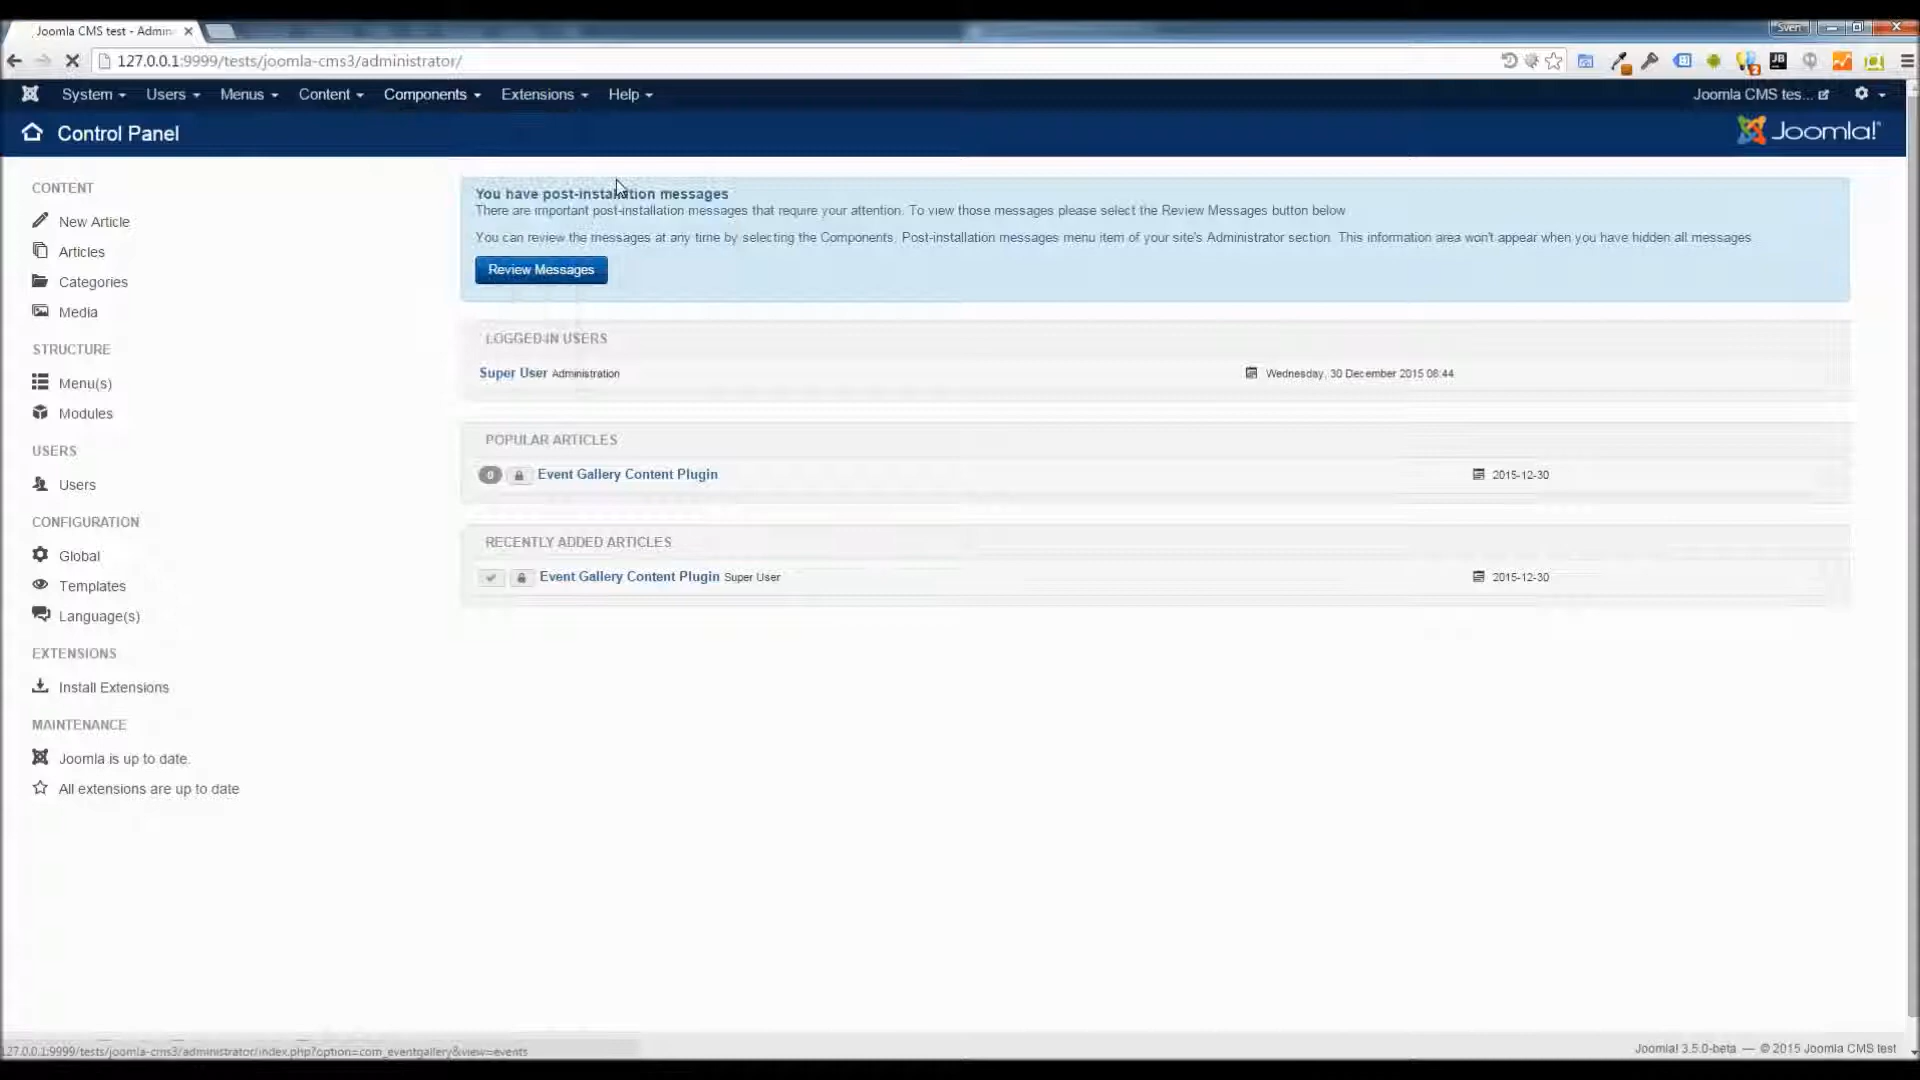 Joomla CMS test - Admin
Sven
127.0.0.1:9999/tests/joomla-cms3/administrator/
System Users Menus Content Components Extensions Help Joomla CMS tes...
Control Panel Joomla!
CONTENT
New Article
Articles
Categories
Media
STRUCTURE
Menu(s)
Modules
USERS
Users
CONFIGURATION
Global
Templates
Language(s)
EXTENSIONS
Install Extensions
MAINTENANCE
Joomla is up to date.
All extensions are up to date
You have post-installation messages
There are important post-installation messages that require your attention. To view those messages please select the Review Messages button below
You can review the messages at any time by selecting the Components, Post-installation messages menu item of your site's Administrator section. This information area won't appear when you have hidden all messages
Review Messages
LOGGED-IN USERS
Super User Administration Wednesday, 30 December 2015 08:44
POPULAR ARTICLES
0 Event Gallery Content Plugin 2015-12-30
RECENTLY ADDED ARTICLES
Event Gallery Content Plugin Super User 2015-12-30
127.0.0.1:9999/tests/joomla-cms3/administrator/index.php?option=com_eventgallery&view=events
Joomla! 3.5.0-beta — © 2015 Joomla CMS test